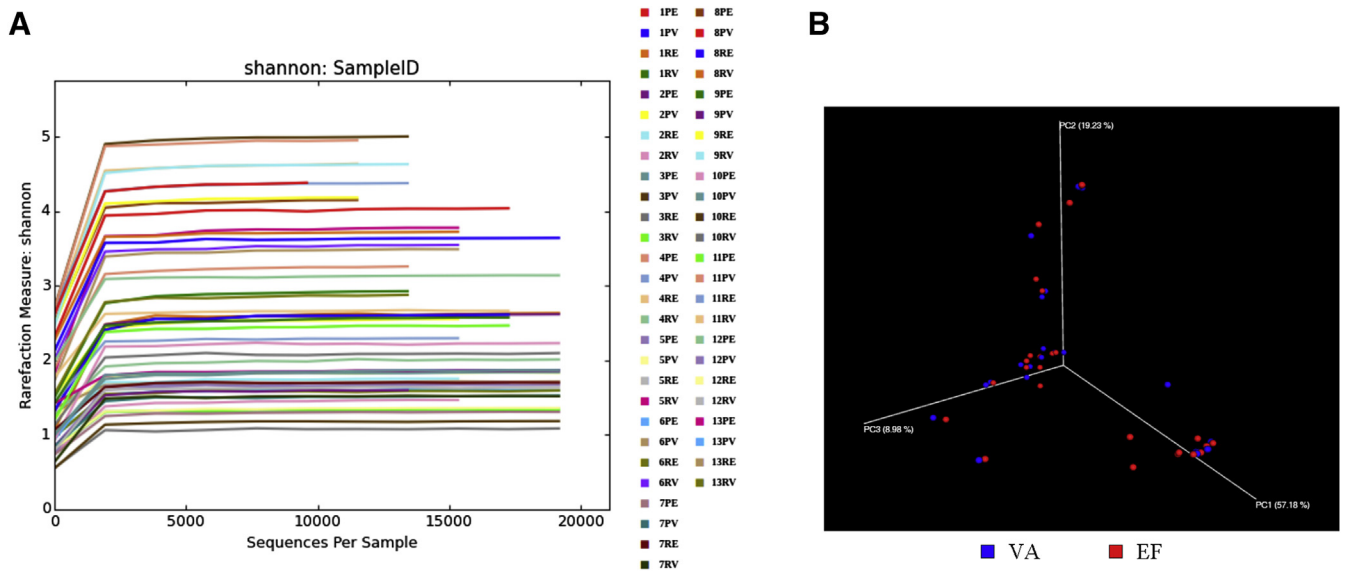 A
B
shannon: SampleID
Rarefaction Measure: shannon
5
4
3
2
1
0
0 5000 10000 15000 20000
Sequences Per Sample
1PE 8PE
1PV 8PV
1RE 8RE
1RV 8RV
2PE 9PE
2PV 9PV
2RE 9RE
2RV 9RV
3PE 10PE
3PV 10PV
3RE 10RE
3RV 10RV
4PE 11PE
4PV 11PV
4RE 11RE
4RV 11RV
5PE 12PE
5PV 12PV
5RE 12RE
5RV 12RV
6PE 13PE
6PV 13PV
6RE 13RE
6RV 13RV
7PE
7PV
7RE
7RV
PC2 (19.23 %)
PC3 (8.98 %)
PC1 (57.18 %)
VA EF